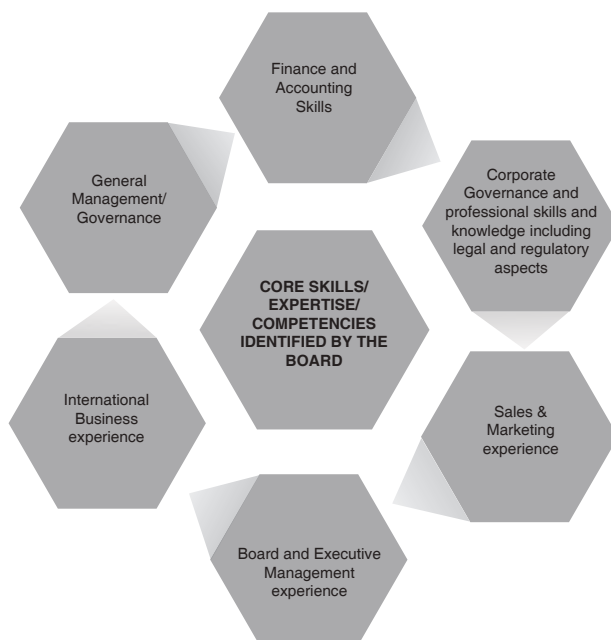 Finance and
Accounting
Skills
Corporate
Governance and
professional skills and
knowledge including
legal and regulatory
aspects
Sales &
Marketing
experience
Board and Executive
Management
experience
International
Business
experience
General
Management/
Governance
CORE SKILLS/
EXPERTISE/
COMPETENCIES
IDENTIFIED BY THE
BOARD